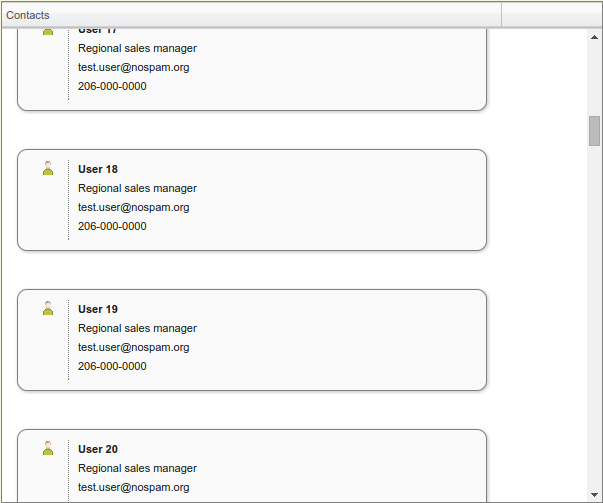 Contacts
User 17
Regional sales manager
test.user@nospam.org
206-000-0000
User 18
Regional sales manager
test.user@nospam.org
206-000-0000
User 19
Regional sales manager
test.user@nospam.org
206-000-0000
User 20
Regional sales manager
test.user@nospam.org